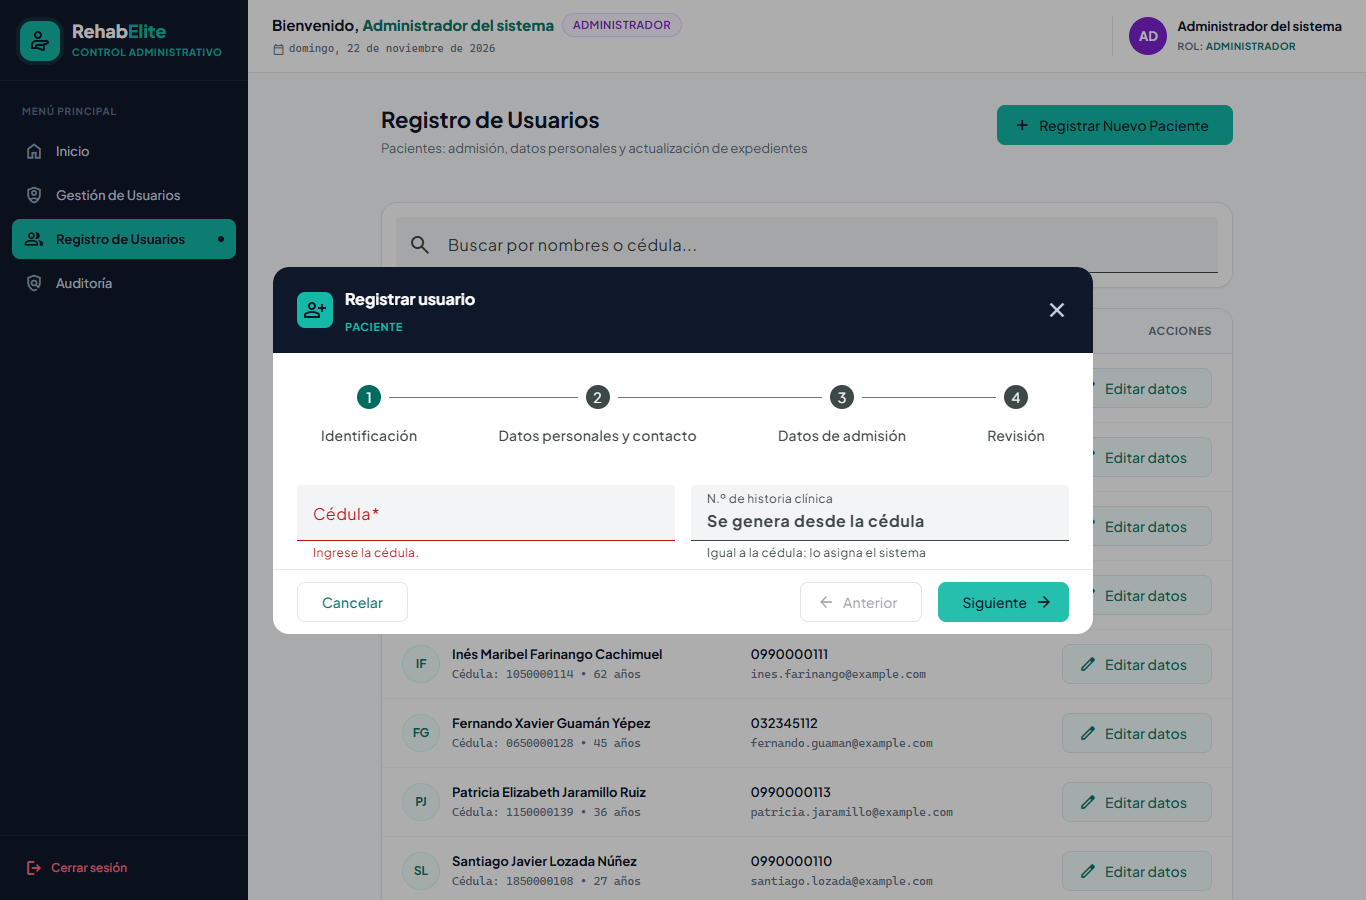 RehabElite
CONTROL ADMINISTRATIVO
MENÚ PRINCIPAL
Inicio
Gestión de Usuarios
Registro de Usuarios
Auditoría
Cerrar sesión
Bienvenido, Administrador del sistema ADMINISTRADOR
domingo, 22 de noviembre de 2026
AD
Administrador del sistema
ROL: ADMINISTRADOR
Registro de Usuarios
Pacientes: admisión, datos personales y actualización de expedientes
Registrar Nuevo Paciente
Buscar por nombres o cédula...
ACCIONES
Editar datos
Editar datos
Editar datos
Editar datos
Registrar usuario
PACIENTE
1 2 3 4
Identificación Datos personales y contacto Datos de admisión Revisión
Cédula*
Ingrese la cédula.
N.º de historia clínica
Se genera desde la cédula
Igual a la cédula; lo asigna el sistema
Cancelar Anterior Siguiente
IF Inés Maribel Farinango Cachimuel 0990000111 Editar datos
Cédula: 1050000114 • 62 años ines.farinango@example.com
FG Fernando Xavier Guamán Yépez 032345112 Editar datos
Cédula: 0650000128 • 45 años fernando.guaman@example.com
PJ Patricia Elizabeth Jaramillo Ruiz 0990000113 Editar datos
Cédula: 1150000139 • 36 años patricia.jaramillo@example.com
SL Santiago Javier Lozada Núñez 0990000110 Editar datos
Cédula: 1850000108 • 27 años santiago.lozada@example.com